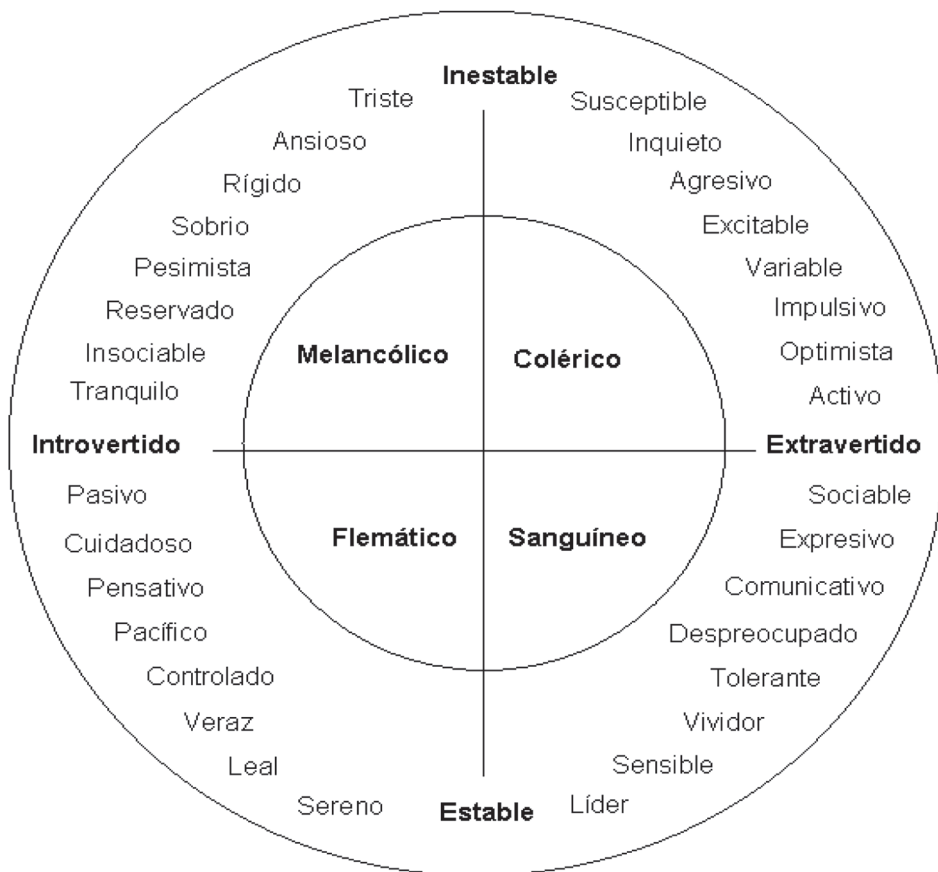 Inestable
Triste
Susceptible
Ansioso
Inquieto
Rígido
Agresivo
Sobrio
Excitable
Pesimista
Variable
Reservado
Impulsivo
Insociable
Melancólico
Colérico
Optimista
Tranquilo
Activo
Introvertido
Extravertido
Pasivo
Sociable
Cuidadoso
Flemático
Sanguíneo
Expresivo
Pensativo
Comunicativo
Pacífico
Despreocupado
Controlado
Tolerante
Veraz
Vividor
Leal
Sensible
Sereno
Estable
Líder